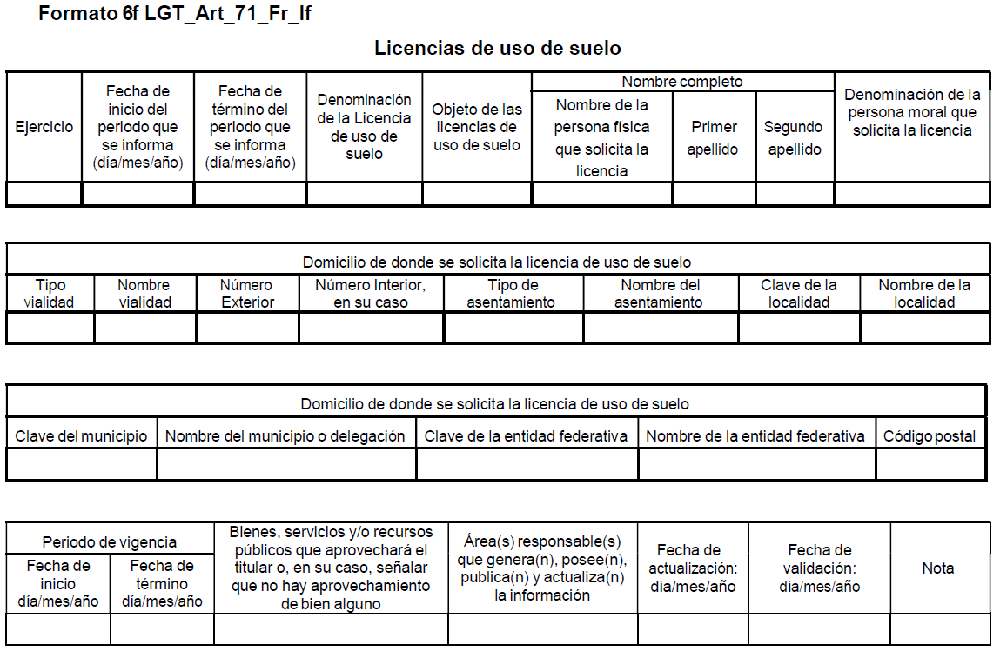 Formato 6f LGT_Art_71_Fr_If
Licencias de uso de suelo
Ejercicio
Fecha de
inicio del
periodo que
se informa
(día/mes/año)
Fecha de
término del
periodo que
se informa
(día/mes/año)
Denominación
de la Licencia
de uso de
suelo
Objeto de las
licencias de
uso de suelo
Nombre completo
Nombre de la
persona física
que solicita la
licencia
Primer
apellido
Segundo
apellido
Denominación de la
persona moral que
solicita la licencia
Domicilio de donde se solicita la licencia de uso de suelo
Tipo
vialidad
Nombre
vialidad
Número
Exterior
Número Interior,
en su caso
Tipo de
asentamiento
Nombre del
asentamiento
Clave de la
localidad
Nombre de la
localidad
Domicilio de donde se solicita la licencia de uso de suelo
Clave del municipio
Nombre del municipio o delegación
Clave de la entidad federativa
Nombre de la entidad federativa
Código postal
Periodo de vigencia
Fecha de
inicio
día/mes/año
Fecha de
término
día/mes/año
Bienes, servicios y/o recursos
públicos que aprovechará el
titular o, en su caso, señalar
que no hay aprovechamiento
de bien alguno
Área(s) responsable(s)
que genera(n), posee(n),
publica(n) y actualiza(n)
la información
Fecha de
actualización:
día/mes/año
Fecha de
validación:
día/mes/año
Nota